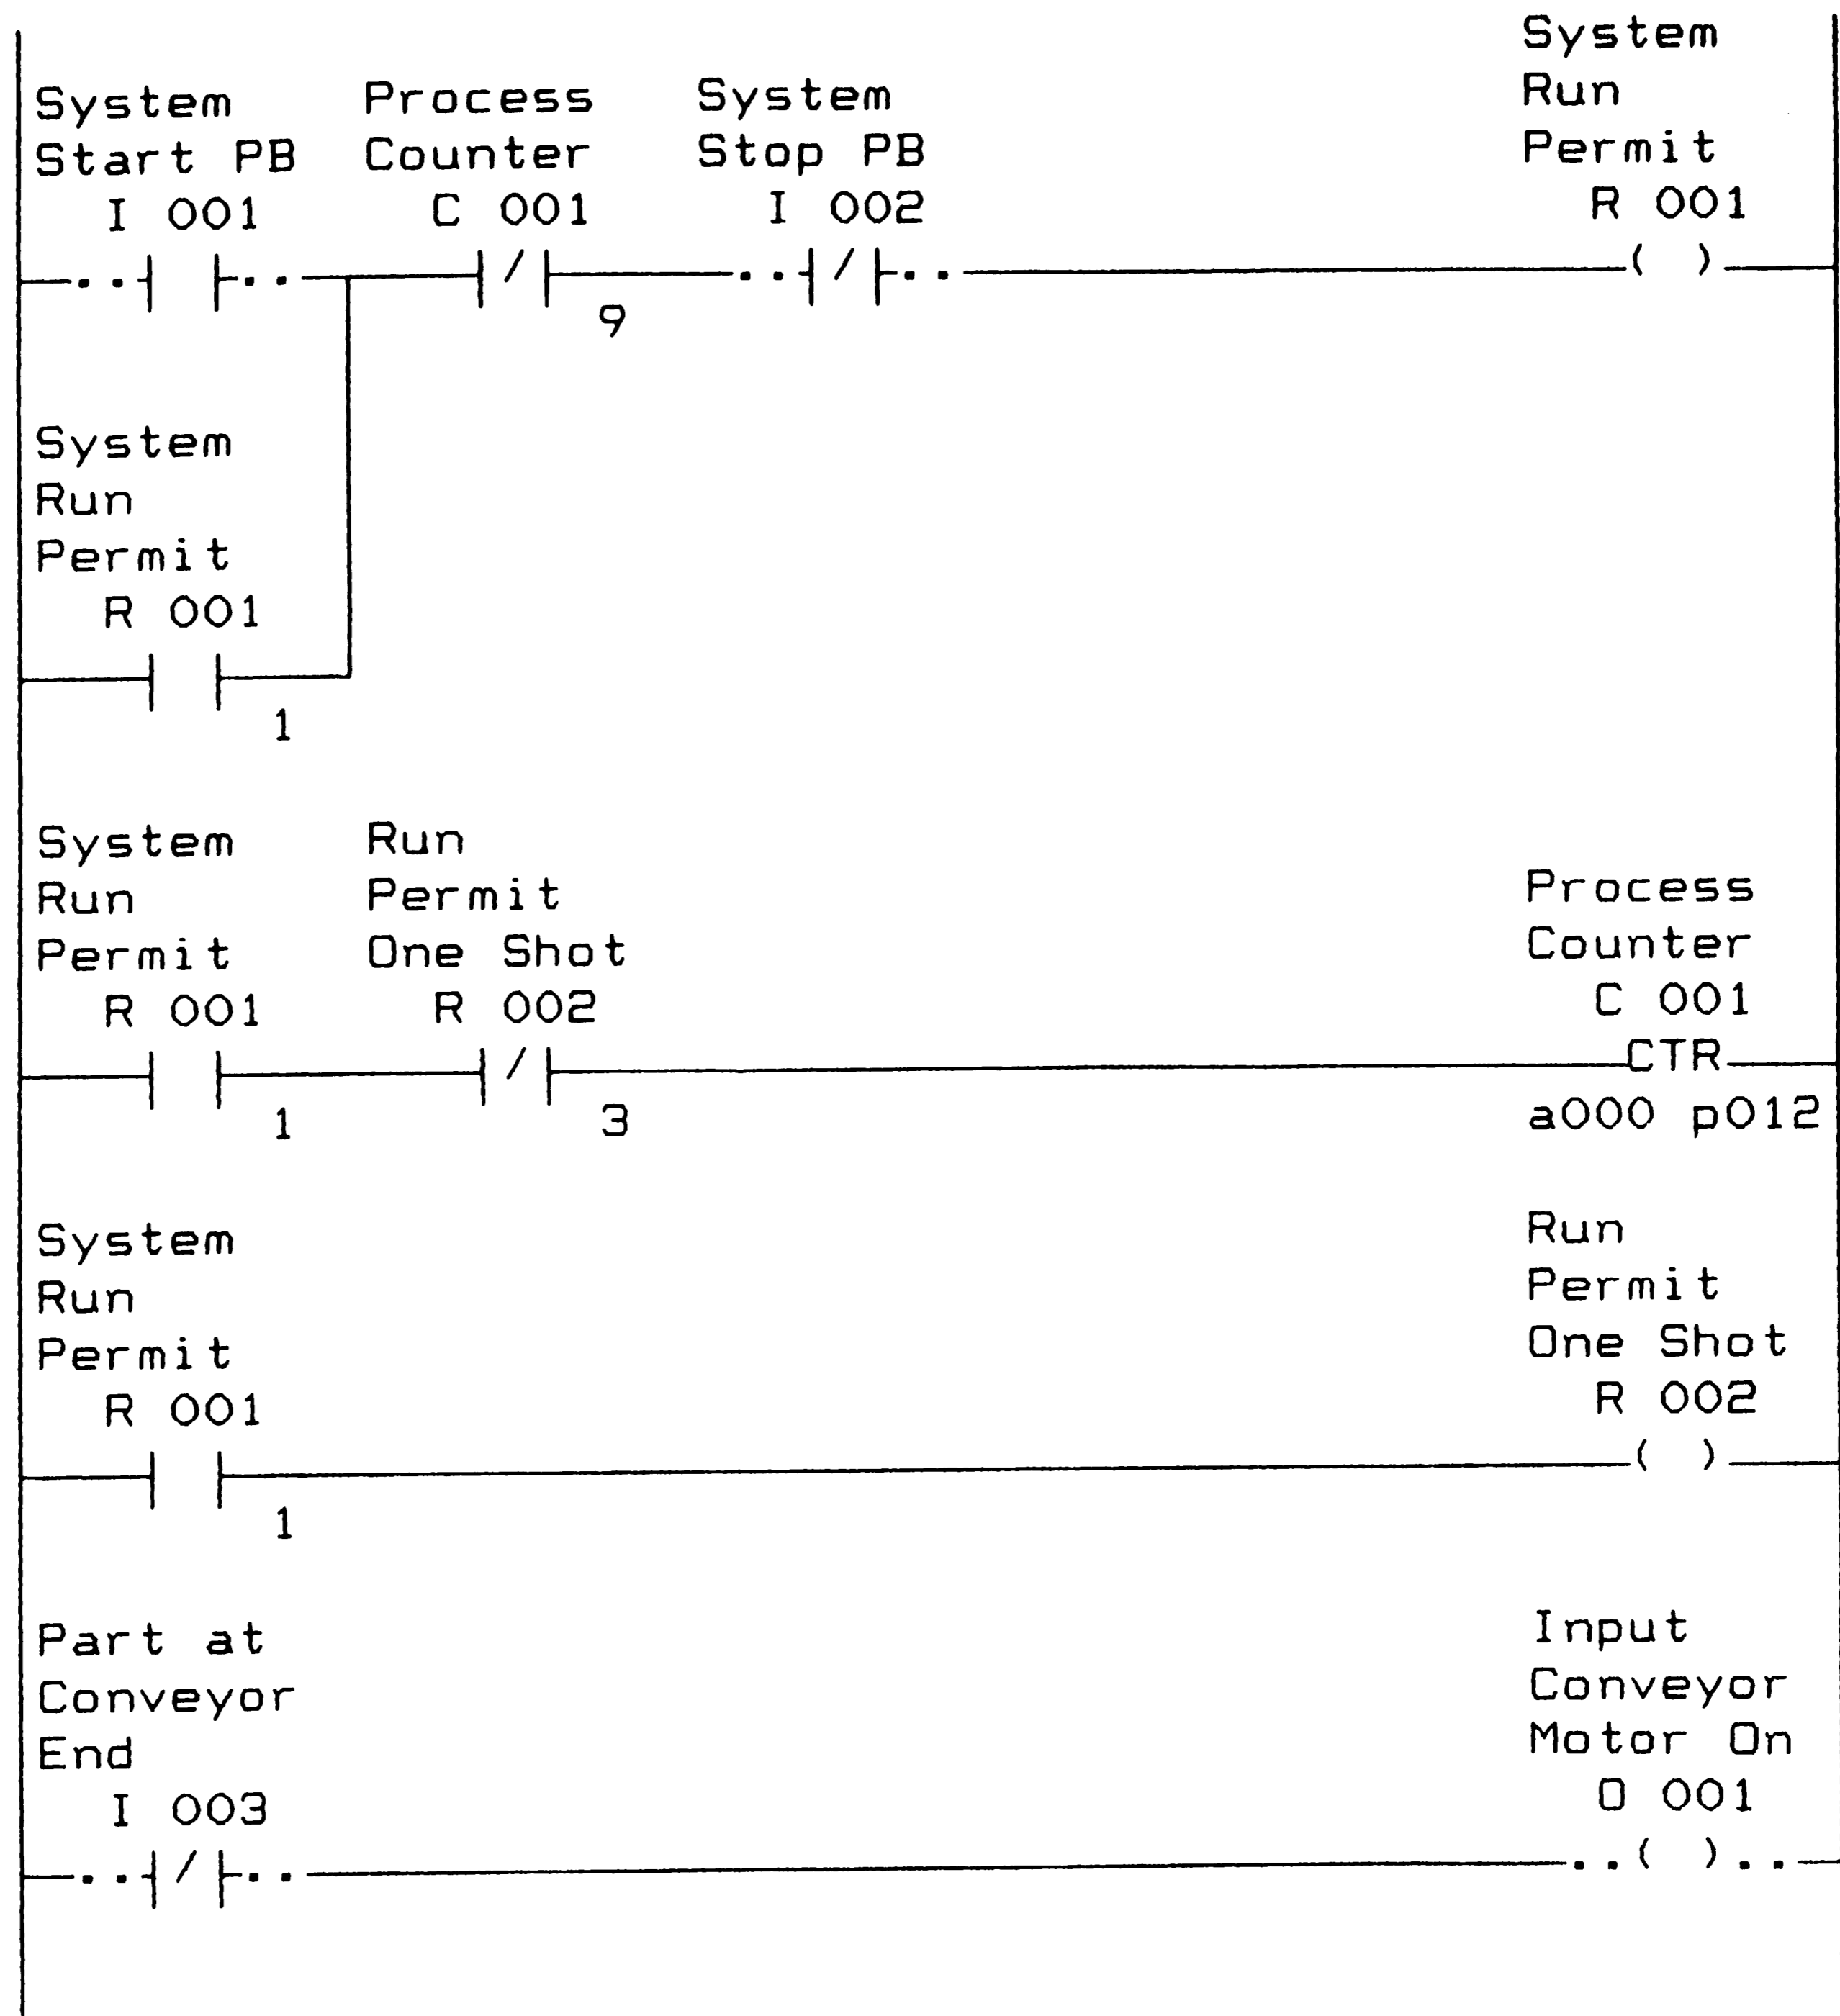 System
Run
Permit
R 001
System
Start PB
I 001
Process
Counter
C 001
9
System
Stop PB
I 002
System
Run
Permit
R 001
1
System
Run
Permit
R 001
1
Run
Permit
One Shot
R 002
3
Process
Counter
C 001
CTR
a000 p012
System
Run
Permit
R 001
1
Run
Permit
One Shot
R 002
Part at
Conveyor
End
I 003
Input
Conveyor
Motor On
O 001